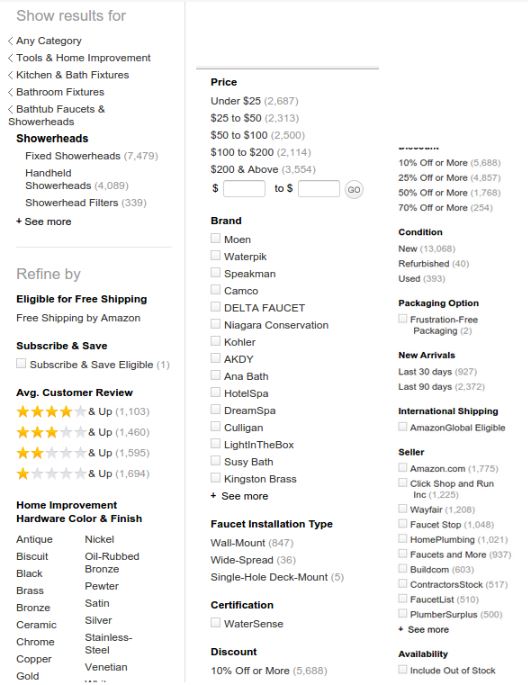 Show results for
< Any Category
< Tools & Home Improvement
< Kitchen & Bath Fixtures
< Bathroom Fixtures
< Bathtub Faucets &
Showerheads
Showerheads
Fixed Showerheads (7,479)
Handheld
Showerheads (4,089)
Showerhead Filters (339)
+ See more
Refine by
Eligible for Free Shipping
Free Shipping by Amazon
Subscribe & Save
Subscribe & Save Eligible (1)
Avg. Customer Review
& Up (1,103)
& Up (1,460)
& Up (1,595)
& Up (1,694)
Home Improvement
Hardware Color & Finish
Antique
Biscuit
Black
Brass
Bronze
Ceramic
Chrome
Copper
Gold
Nickel
Oil-Rubbed
Bronze
Pewter
Satin
Silver
Stainless-
Steel
Venetian
Price
Under $25 (2,687)
$25 to $50 (2,313)
$50 to $100 (2,500)
$100 to $200 (2,114)
$200 & Above (3,554)
$ to $ GO
Brand
Moen
Waterpik
Speakman
Camco
DELTA FAUCET
Niagara Conservation
Kohler
AKDY
Ana Bath
HotelSpa
DreamSpa
Culligan
LightInTheBox
Susy Bath
Kingston Brass
+ See more
Faucet Installation Type
Wall-Mount (847)
Wide-Spread (36)
Single-Hole Deck-Mount (5)
Certification
WaterSense
Discount
10% Off or More (5,688)
10% Off or More (5,688)
25% Off or More (4,857)
50% Off or More (1,768)
70% Off or More (254)
Condition
New (13,068)
Refurbished (40)
Used (393)
Packaging Option
Frustration-Free
Packaging (2)
New Arrivals
Last 30 days (927)
Last 90 days (2,372)
International Shipping
AmazonGlobal Eligible
Seller
Amazon.com (1,775)
Click Shop and Run
Inc (1,225)
Wayfair (1,208)
Faucet Stop (1,048)
HomePlumbing (1,021)
Faucets and More (937)
Buildcom (603)
ContractorsStock (517)
FaucetList (510)
PlumberSurplus (500)
+ See more
Availability
Include Out of Stock